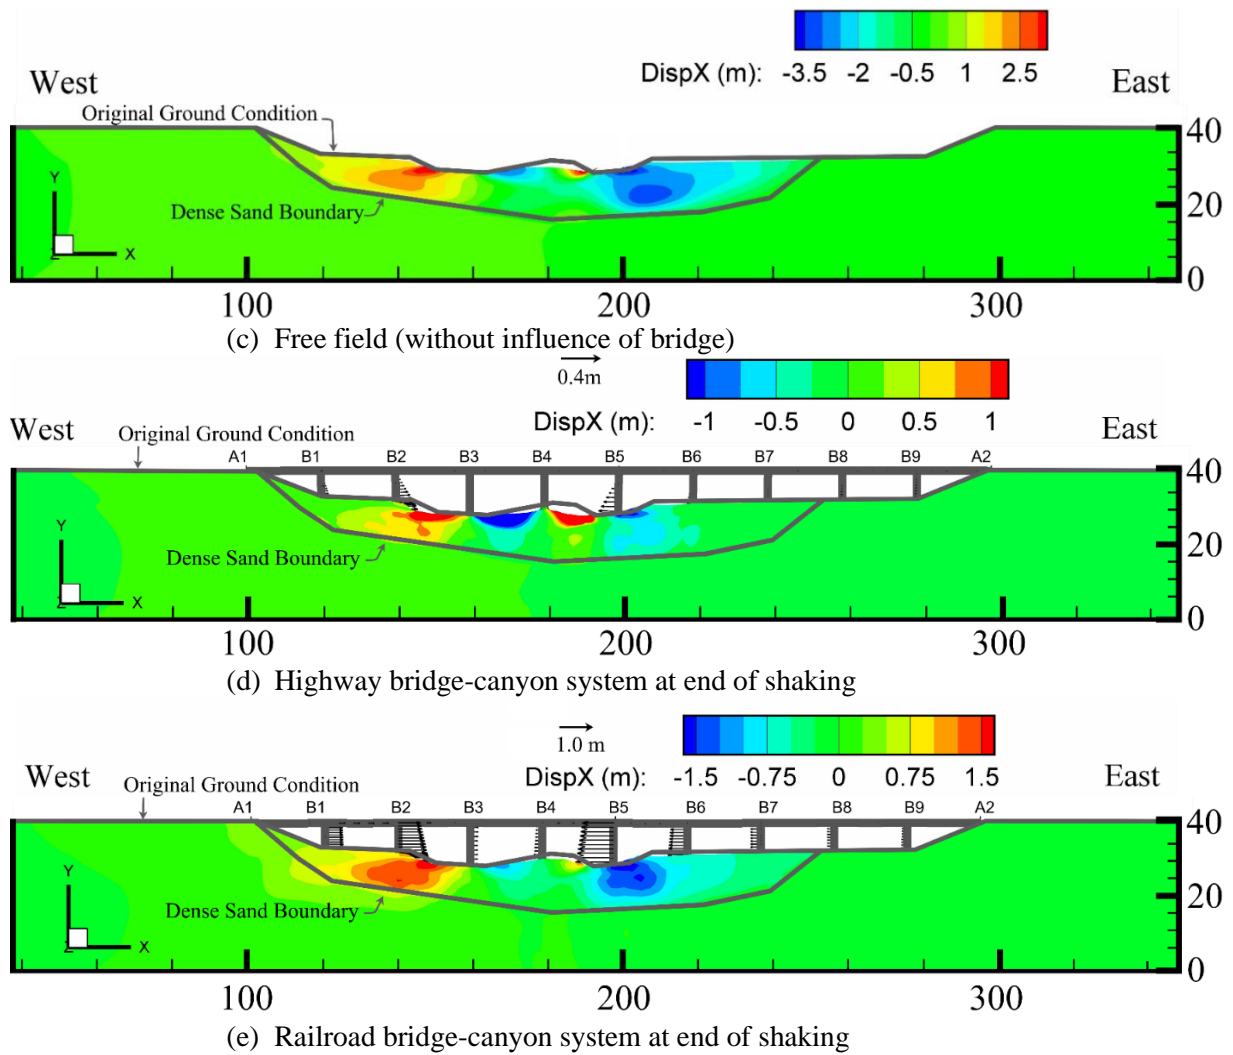 DispX (m): -3.5 -2 -0.5 1 2.5
West East
Original Ground Condition
Dense Sand Boundary
Y
Z X
40
20
0
100 200 300
(c) Free field (without influence of bridge)
0.4m
DispX (m): -1 -0.5 0 0.5 1
West East
Original Ground Condition
A1 B1 B2 B3 B4 B5 B6 B7 B8 B9 A2
Dense Sand Boundary
Y
Z X
40
20
0
100 200 300
(d) Highway bridge-canyon system at end of shaking
1.0 m
DispX (m): -1.5 -0.75 0 0.75 1.5
West East
Original Ground Condition
A1 B1 B2 B3 B4 B5 B6 B7 B8 B9 A2
Dense Sand Boundary
Y
Z X
40
20
0
100 200 300
(e) Railroad bridge-canyon system at end of shaking